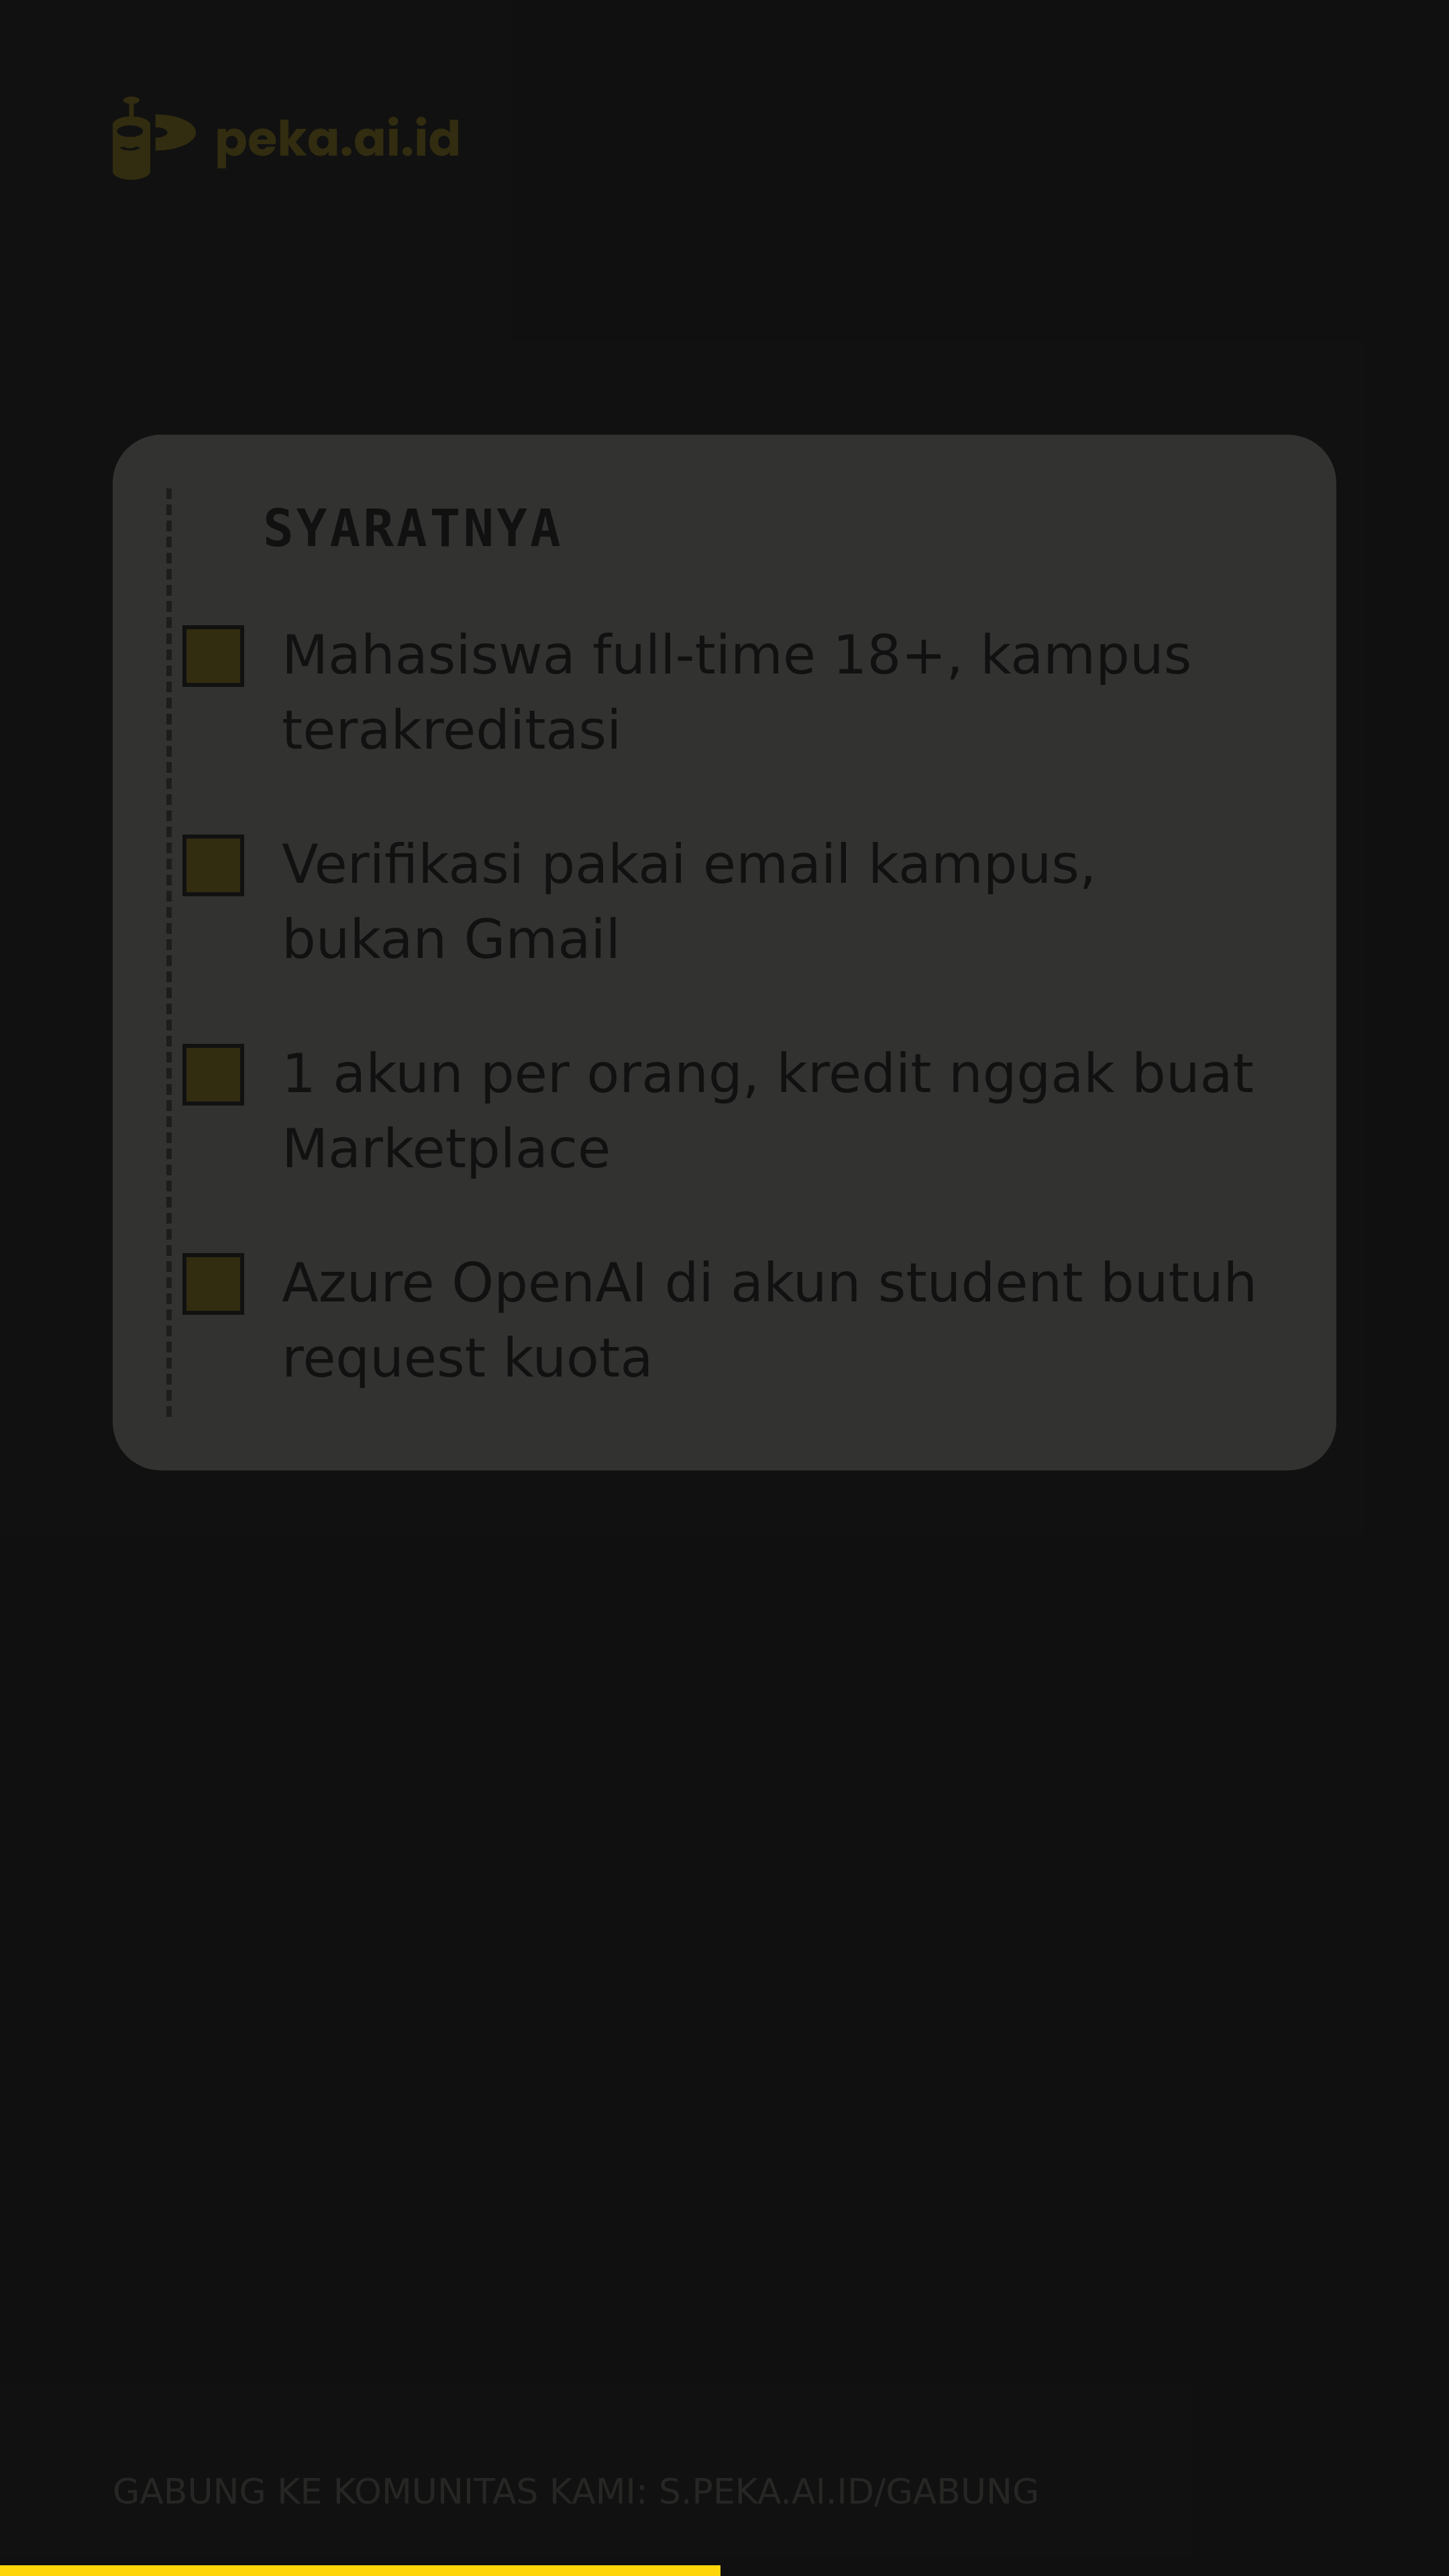 peka.ai.id
SYARATNYA
Mahasiswa full-time 18+, kampus
terakreditasi
Verifikasi pakai email kampus,
bukan Gmail
1 akun per orang, kredit nggak buat
Marketplace
Azure OpenAI di akun student butuh
request kuota
GABUNG KE KOMUNITAS KAMI: S.PEKA.AI.ID/GABUNG